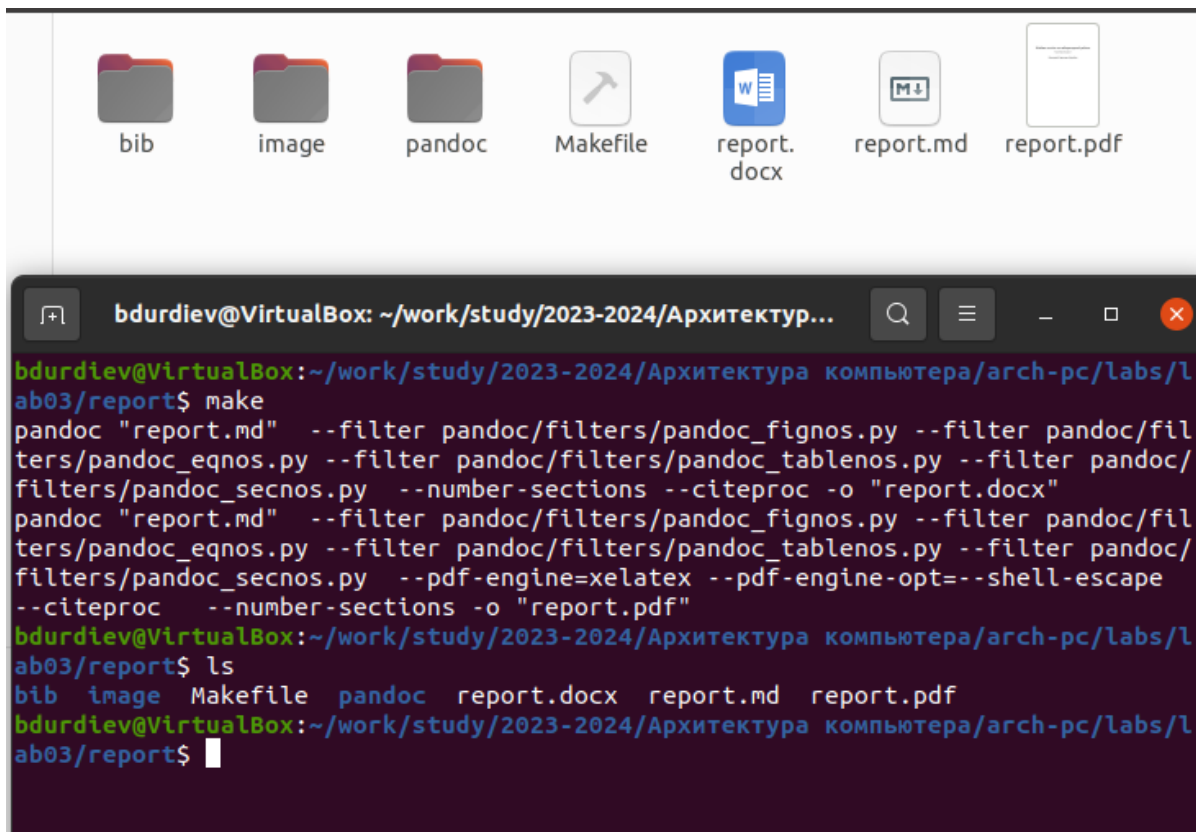 bib
image
pandoc
Makefile
report.
docx
report.md
report.pdf
bdurdiev@VirtualBox: ~/work/study/2023-2024/Архитектур...
bdurdiev@VirtualBox:~/work/study/2023-2024/Архитектура компьютера/arch-pc/labs/l
ab03/report$ make
pandoc "report.md"  --filter pandoc/filters/pandoc_fignos.py --filter pandoc/fil
ters/pandoc_eqnos.py --filter pandoc/filters/pandoc_tablenos.py --filter pandoc/
filters/pandoc_secnos.py  --number-sections --citeproc -o "report.docx"
pandoc "report.md"  --filter pandoc/filters/pandoc_fignos.py --filter pandoc/fil
ters/pandoc_eqnos.py --filter pandoc/filters/pandoc_tablenos.py --filter pandoc/
filters/pandoc_secnos.py  --pdf-engine=xelatex --pdf-engine-opt=--shell-escape
--citeproc   --number-sections -o "report.pdf"
bdurdiev@VirtualBox:~/work/study/2023-2024/Архитектура компьютера/arch-pc/labs/l
ab03/report$ ls
bib  image  Makefile  pandoc  report.docx  report.md  report.pdf
bdurdiev@VirtualBox:~/work/study/2023-2024/Архитектура компьютера/arch-pc/labs/l
ab03/report$